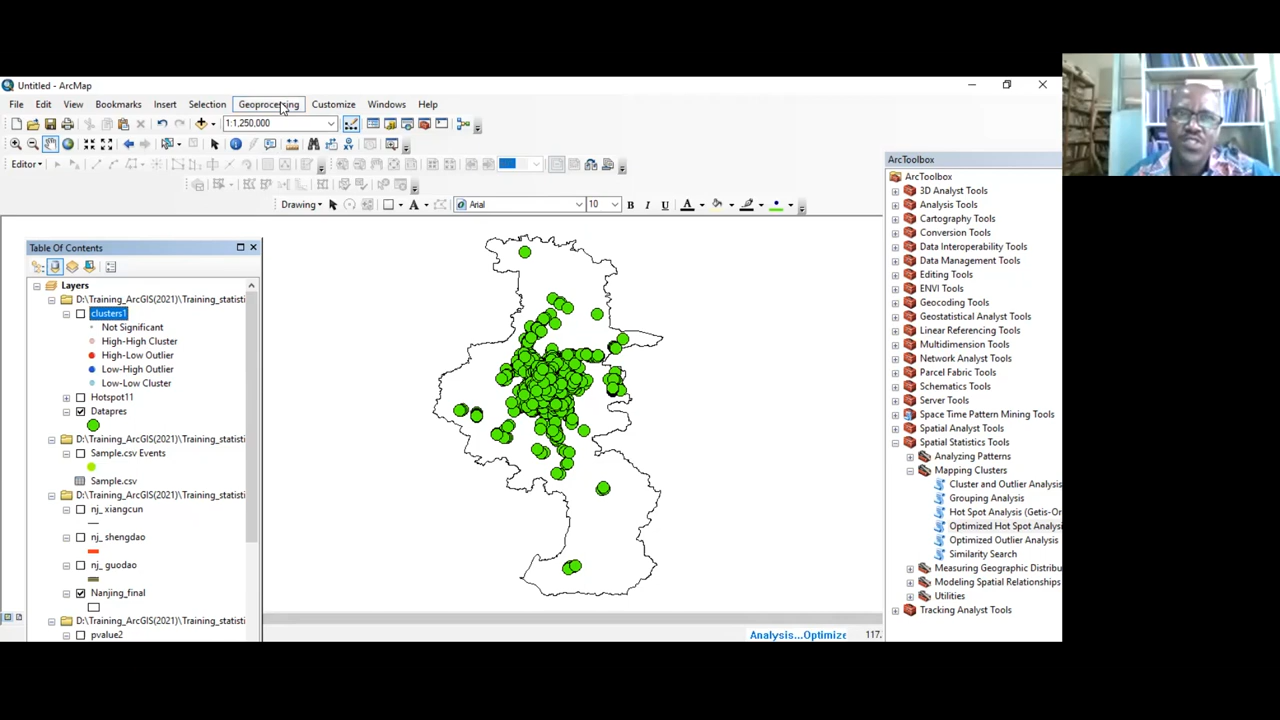 Untitled - ArcMap
File Edit View Bookmarks Insert Selection Geoprocessing Customize Windows Help
1:1,250,000
Editor
Drawing Arial 10 B I U A
ArcToolbox
ArcToolbox
3D Analyst Tools
Analysis Tools
Cartography Tools
Conversion Tools
Data Interoperability Tools
Data Management Tools
Editing Tools
ENVI Tools
Geocoding Tools
Geostatistical Analyst Tools
Linear Referencing Tools
Multidimension Tools
Network Analyst Tools
Parcel Fabric Tools
Schematics Tools
Server Tools
Space Time Pattern Mining Tools
Spatial Analyst Tools
Spatial Statistics Tools
Analyzing Patterns
Mapping Clusters
Cluster and Outlier Analysis
Grouping Analysis
Hot Spot Analysis (Getis-Or
Optimized Hot Spot Analysi
Optimized Outlier Analysis
Similarity Search
Measuring Geographic Distribu
Modeling Spatial Relationships
Utilities
Tracking Analyst Tools
Table Of Contents
Layers
D:\Training_ArcGIS(2021)\Training_statisti
clusters1
Not Significant
High-High Cluster
High-Low Outlier
Low-High Outlier
Low-Low Cluster
Hotspot11
Datapres
D:\Training_ArcGIS(2021)\Training_statisti
Sample.csv Events
Sample.csv
D:\Training_ArcGIS(2021)\Training_statisti
nj_ xiangcun
nj_ shengdao
nj_ guodao
Nanjing_final
D:\Training_ArcGIS(2021)\Training_statisti
pvalue2
Analysis...Optimize 117.